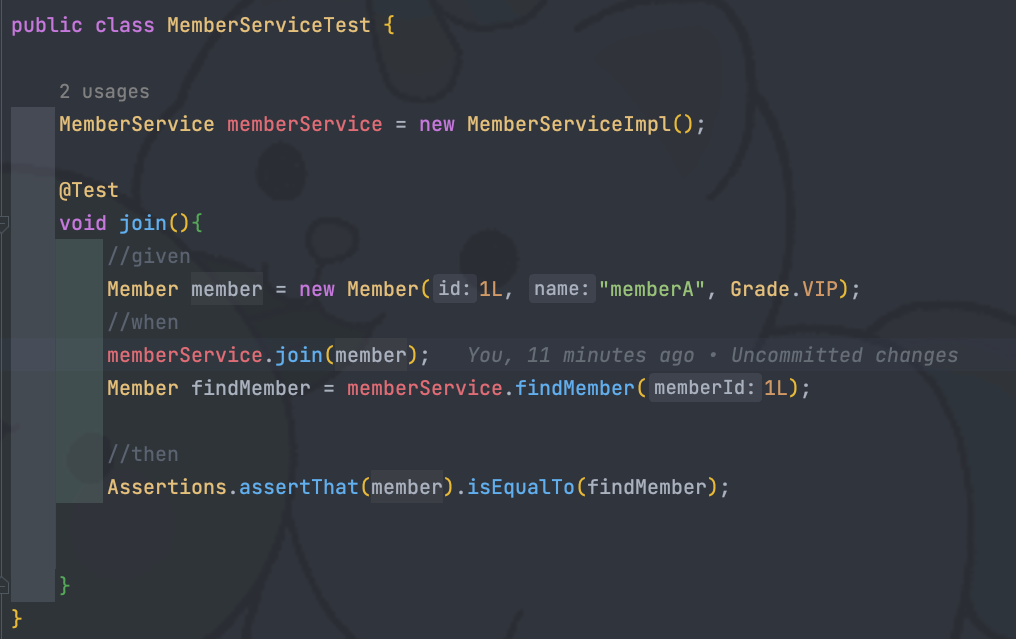 public class MemberServiceTest {
2 usages
MemberService memberService = new MemberServiceImpl();
@Test
void join(){
//given
Member member = new Member( id: 1L, name: "memberA", Grade.VIP);
//when
memberService.join(member); You, 11 minutes ago • Uncommitted changes
Member findMember = memberService.findMember( memberId: 1L);
//then
Assertions.assertThat(member).isEqualTo(findMember);
}
}